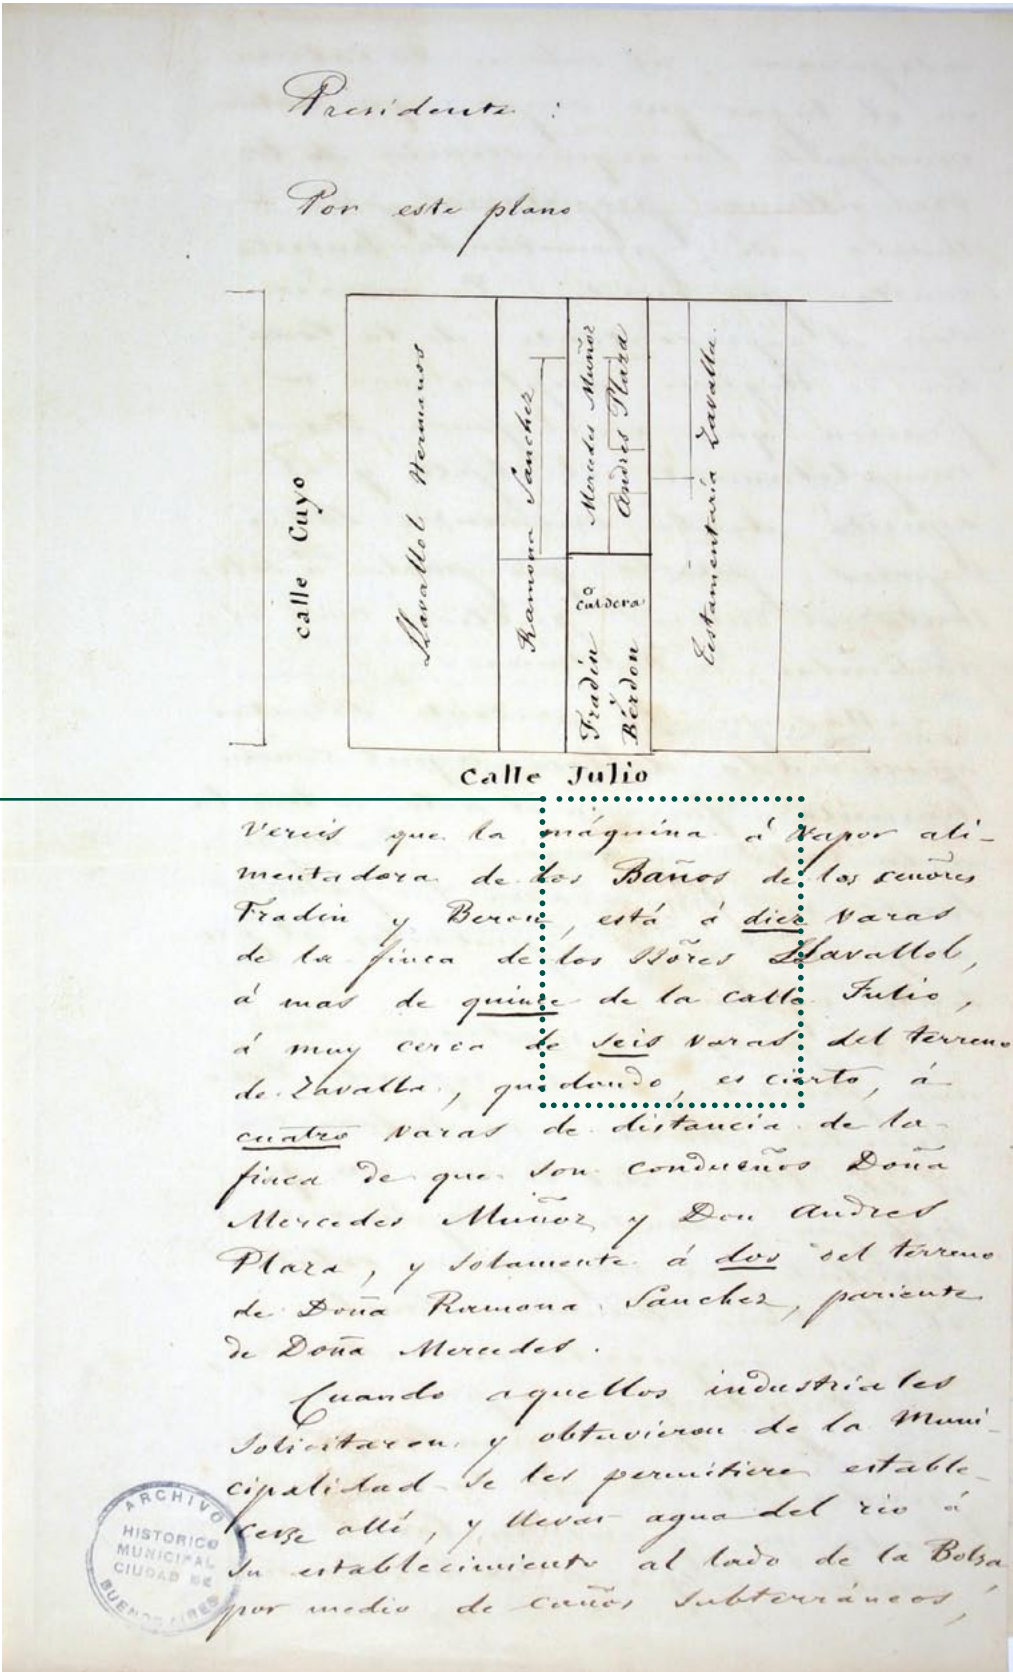 Presidente :
Por este plano
calle Cuyo
Llavallol Hermanos
Ramona Sanchez
Mercedes Muñoz
Andres Plaza
Testamentaría Zavalla.
caldera
Fradin
y
Berdon
Calle Julio
Vereis que la máquina á vapor ali-
mentadora de los Baños de los señores
Fradin y Beron, está á diez varas
de la finca de los SSõres Llavallol,
á mas de quince de la calle Julio,
á muy cerca de seis varas del terreno
de Zavalla, quedando, es cierto, á
cuatro varas de distancia de la
finca de que son condueños Doña
Mercedes Muñoz y Don Andres
Plaza, y solamente á dos del terreno
de Doña Ramona Sanchez, pariente
de Doña Mercedes.
Cuando aquellos industriales
solicitaron y obtuvieron de la Muni-
cipalidad se les permitiera estable-
cerse allí, y llevar agua del rio á
su establecimiento al lado de la Bolsa
por medio de caños subterráneos,
ARCHIVO
HISTORICO
MUNICIPAL
CIUDAD DE
BUENOS AIRES